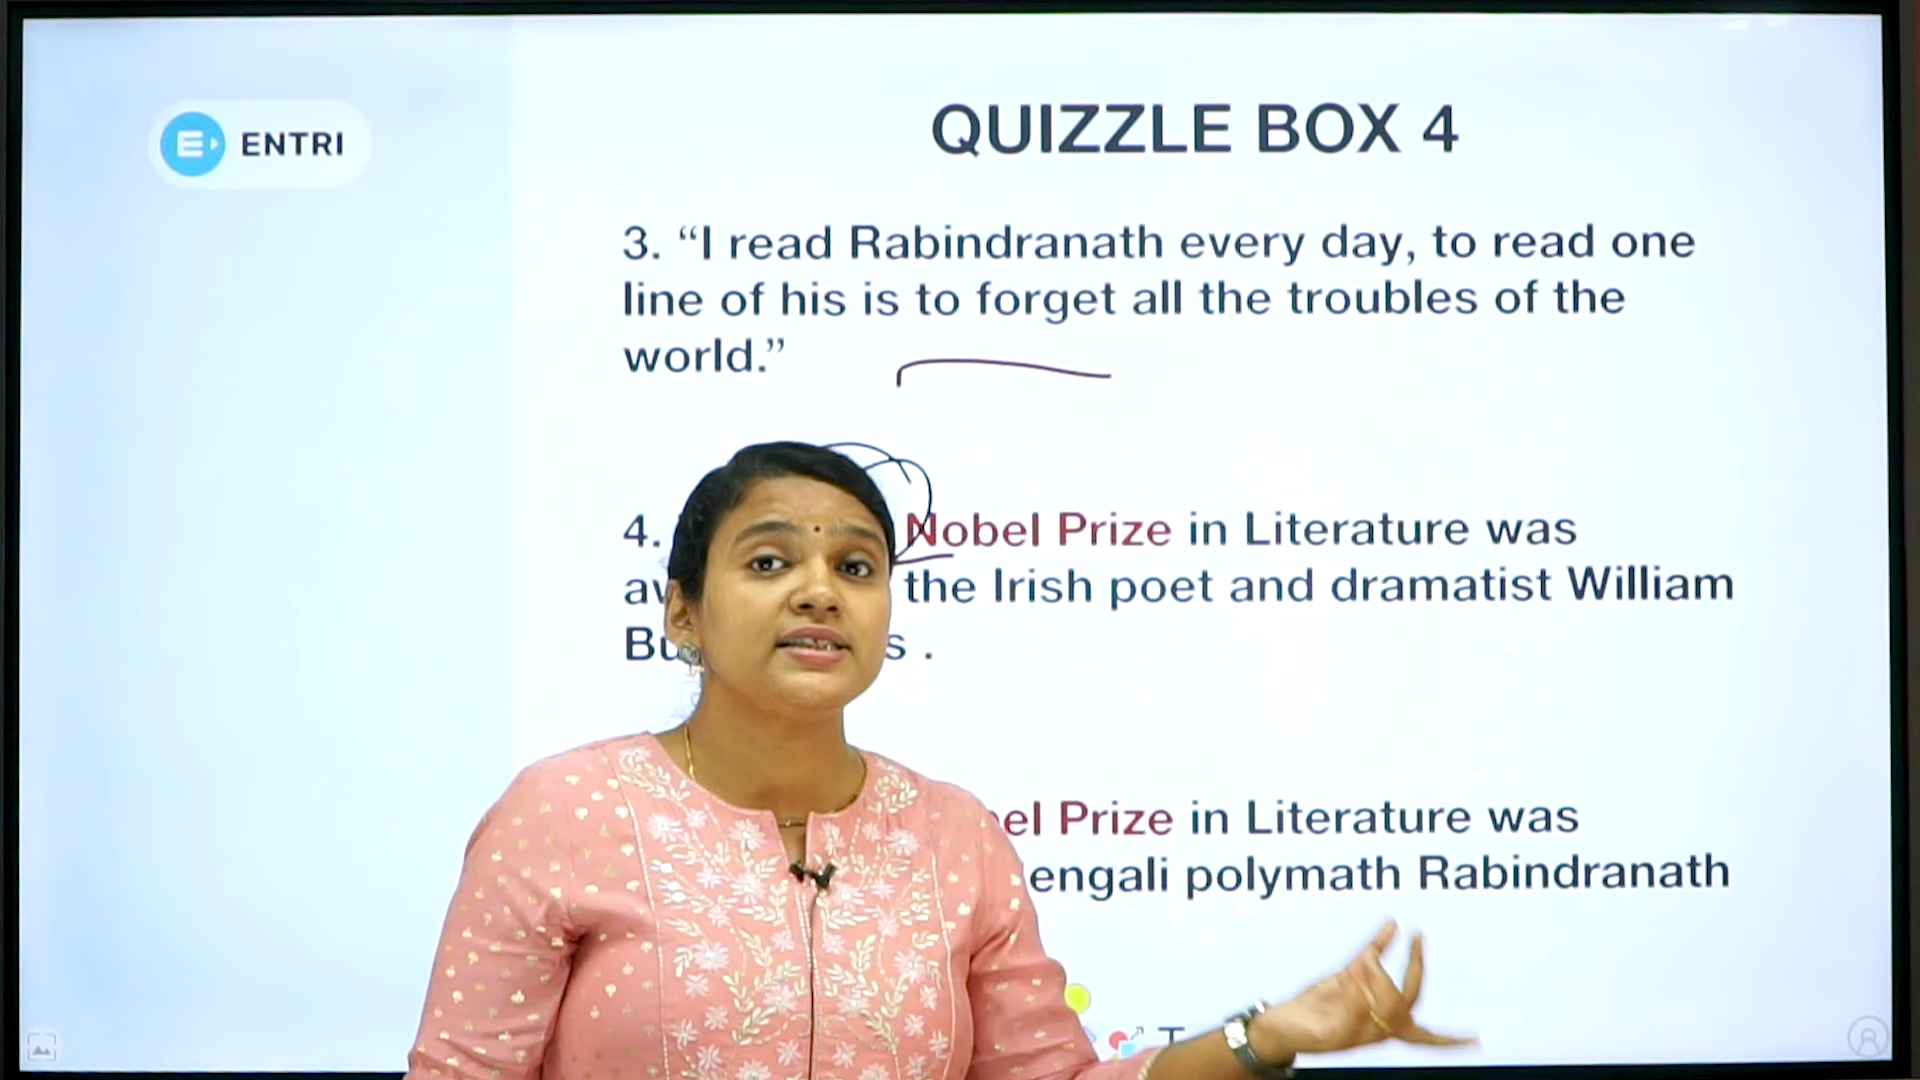 ENTRI
QUIZZLE BOX 4
3. “I read Rabindranath every day, to read one
line of his is to forget all the troubles of the
world.”
4. Nobel Prize in Literature was
the Irish poet and dramatist William
Prize in Literature was
polymath Rabindranath